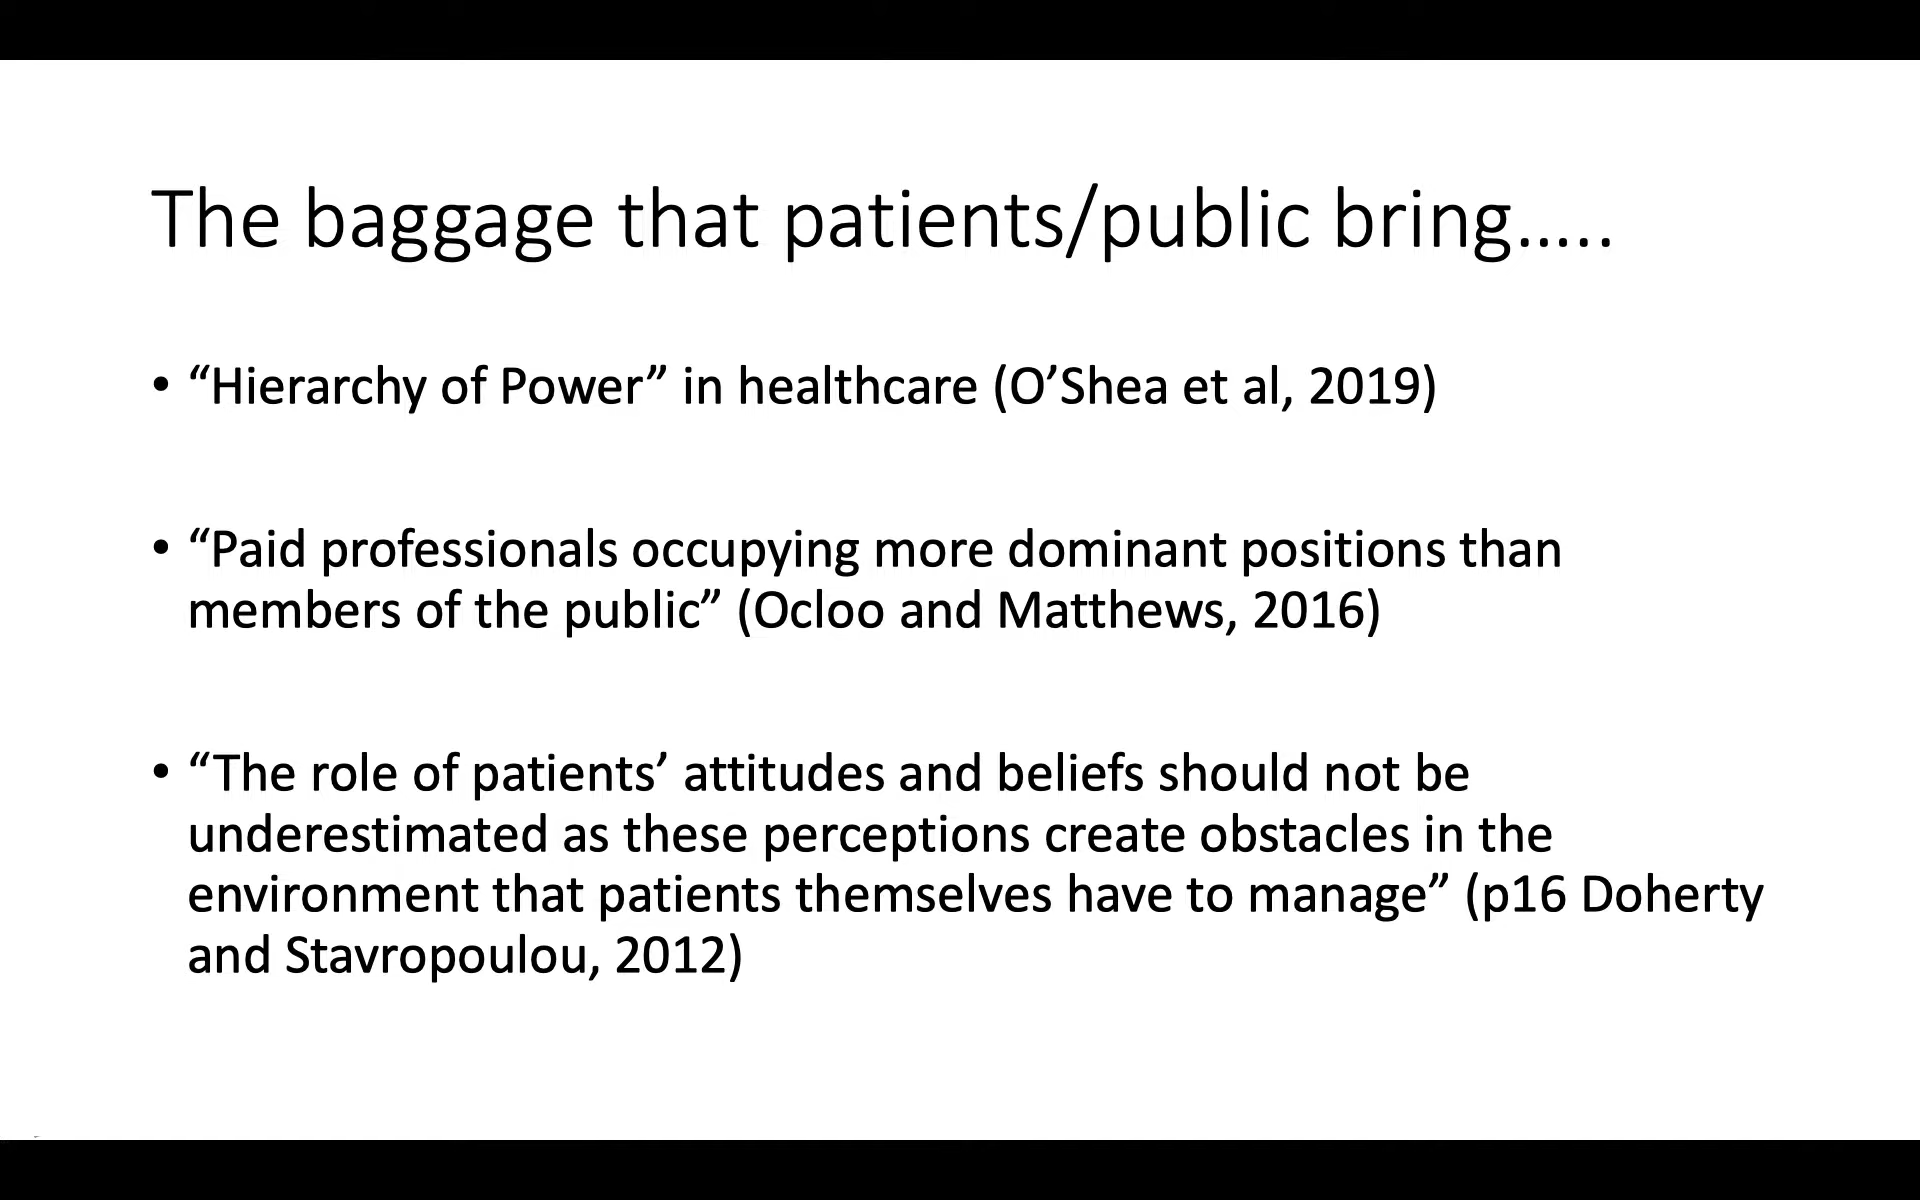 The baggage that patients/public bring.....
• “Hierarchy of Power” in healthcare (O’Shea et al, 2019)
• “Paid professionals occupying more dominant positions than
members of the public” (Ocloo and Matthews, 2016)
• “The role of patients’ attitudes and beliefs should not be
underestimated as these perceptions create obstacles in the
environment that patients themselves have to manage” (p16 Doherty
and Stavropoulou, 2012)